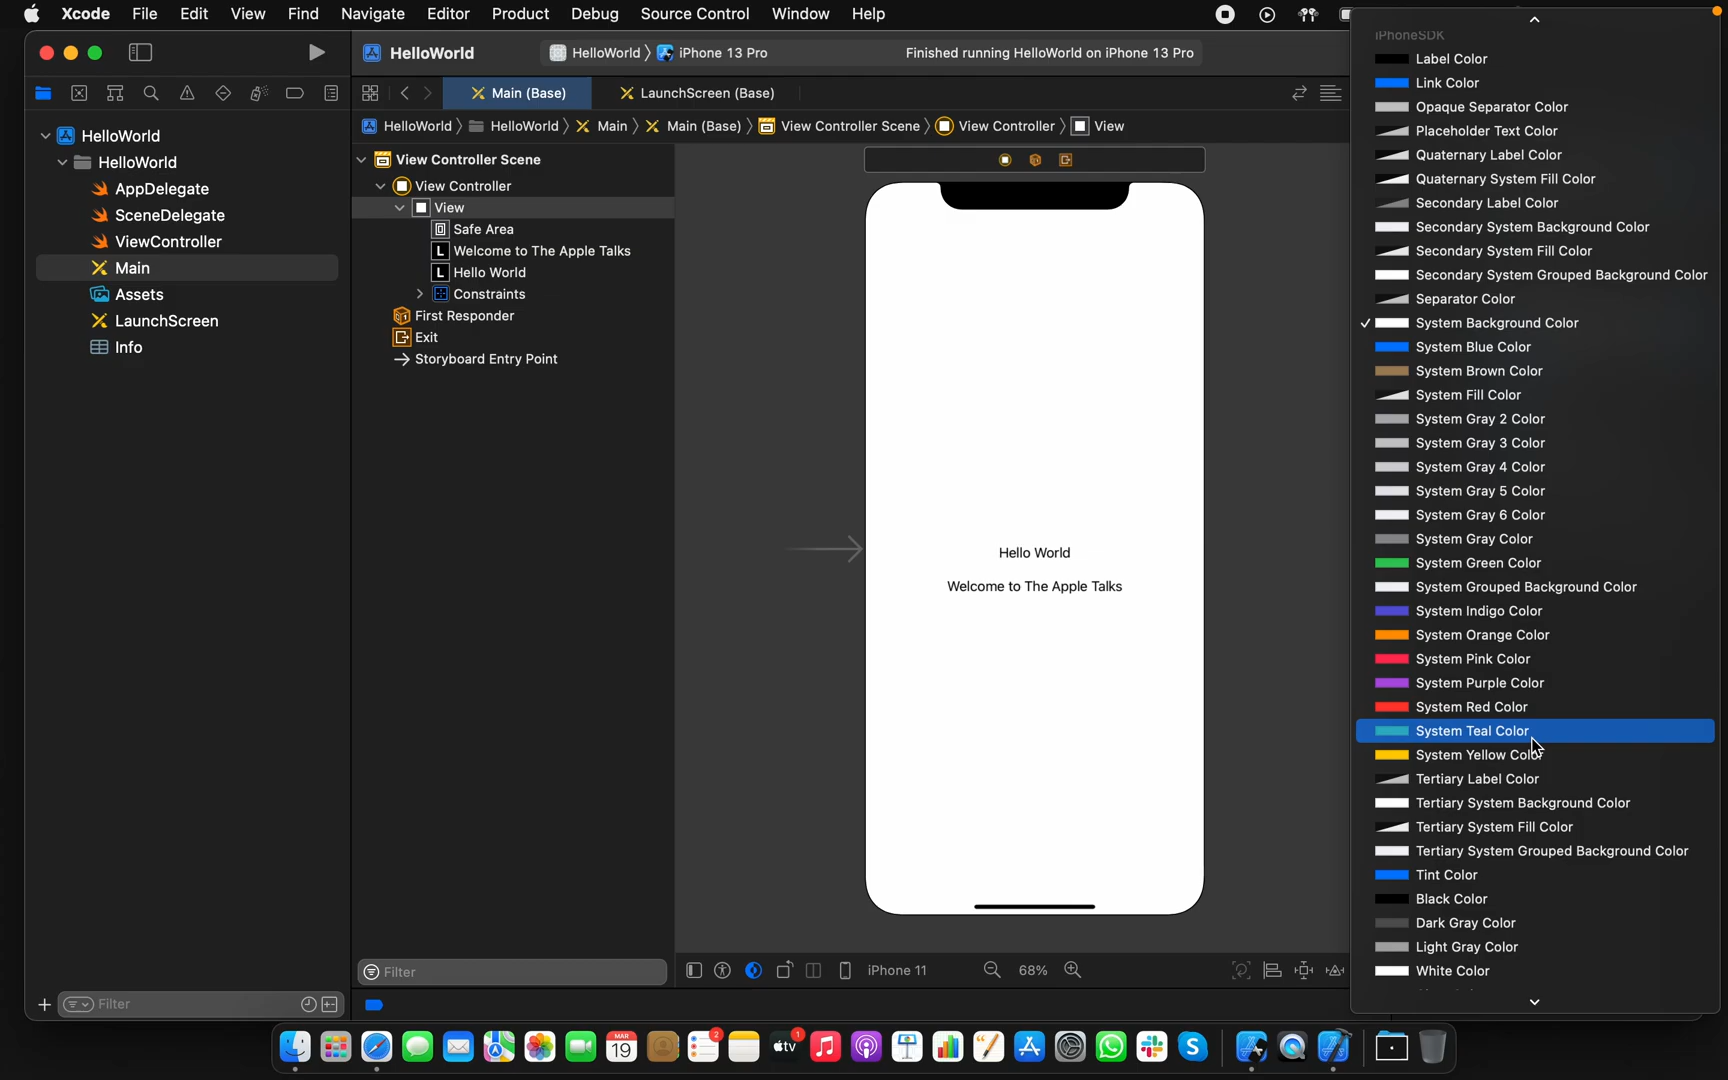 Xcode File Edit View Find Navigate Editor Product Debug Source Control Window Help
HelloWorld HelloWorld iPhone 13 Pro Finished running HelloWorld on iPhone 13 Pro
Main (Base) LaunchScreen (Base)
HelloWorld HelloWorld Main Main (Base) View Controller Scene View Controller View
HelloWorld
HelloWorld
AppDelegate
SceneDelegate
ViewController
Main
Assets
LaunchScreen
Info
Filter
View Controller Scene
View Controller
View
Safe Area
L Welcome to The Apple Talks
L Hello World
Constraints
First Responder
Exit
Storyboard Entry Point
Filter
Hello World
Welcome to The Apple Talks
iPhone 11 68%
iPhoneSDK
Label Color
Link Color
Opaque Separator Color
Placeholder Text Color
Quaternary Label Color
Quaternary System Fill Color
Secondary Label Color
Secondary System Background Color
Secondary System Fill Color
Secondary System Grouped Background Color
Separator Color
System Background Color
System Blue Color
System Brown Color
System Fill Color
System Gray 2 Color
System Gray 3 Color
System Gray 4 Color
System Gray 5 Color
System Gray 6 Color
System Gray Color
System Green Color
System Grouped Background Color
System Indigo Color
System Orange Color
System Pink Color
System Purple Color
System Red Color
System Teal Color
System Yellow Color
Tertiary Label Color
Tertiary System Background Color
Tertiary System Fill Color
Tertiary System Grouped Background Color
Tint Color
Black Color
Dark Gray Color
Light Gray Color
White Color
MAR
19
2
tv
1